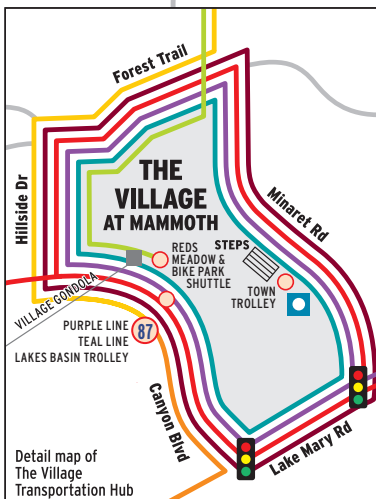 Forest Trail
Hillside Dr
THE
VILLAGE
AT MAMMOTH
Minaret Rd
REDS
MEADOW &
BIKE PARK
SHUTTLE
STEPS
TOWN
TROLLEY
VILLAGE GONDOLA
PURPLE LINE
TEAL LINE
LAKES BASIN TROLLEY
87
Canyon Blvd
Lake Mary Rd
Detail map of
The Village
Transportation Hub